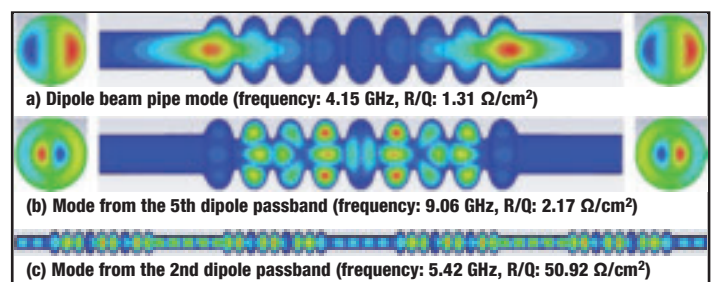 a) Dipole beam pipe mode (frequency: 4.15 GHz, R/Q: 1.31 Ω/cm²)
(b) Mode from the 5th dipole passband (frequency: 9.06 GHz, R/Q: 2.17 Ω/cm²)
(c) Mode from the 2nd dipole passband (frequency: 5.42 GHz, R/Q: 50.92 Ω/cm²)